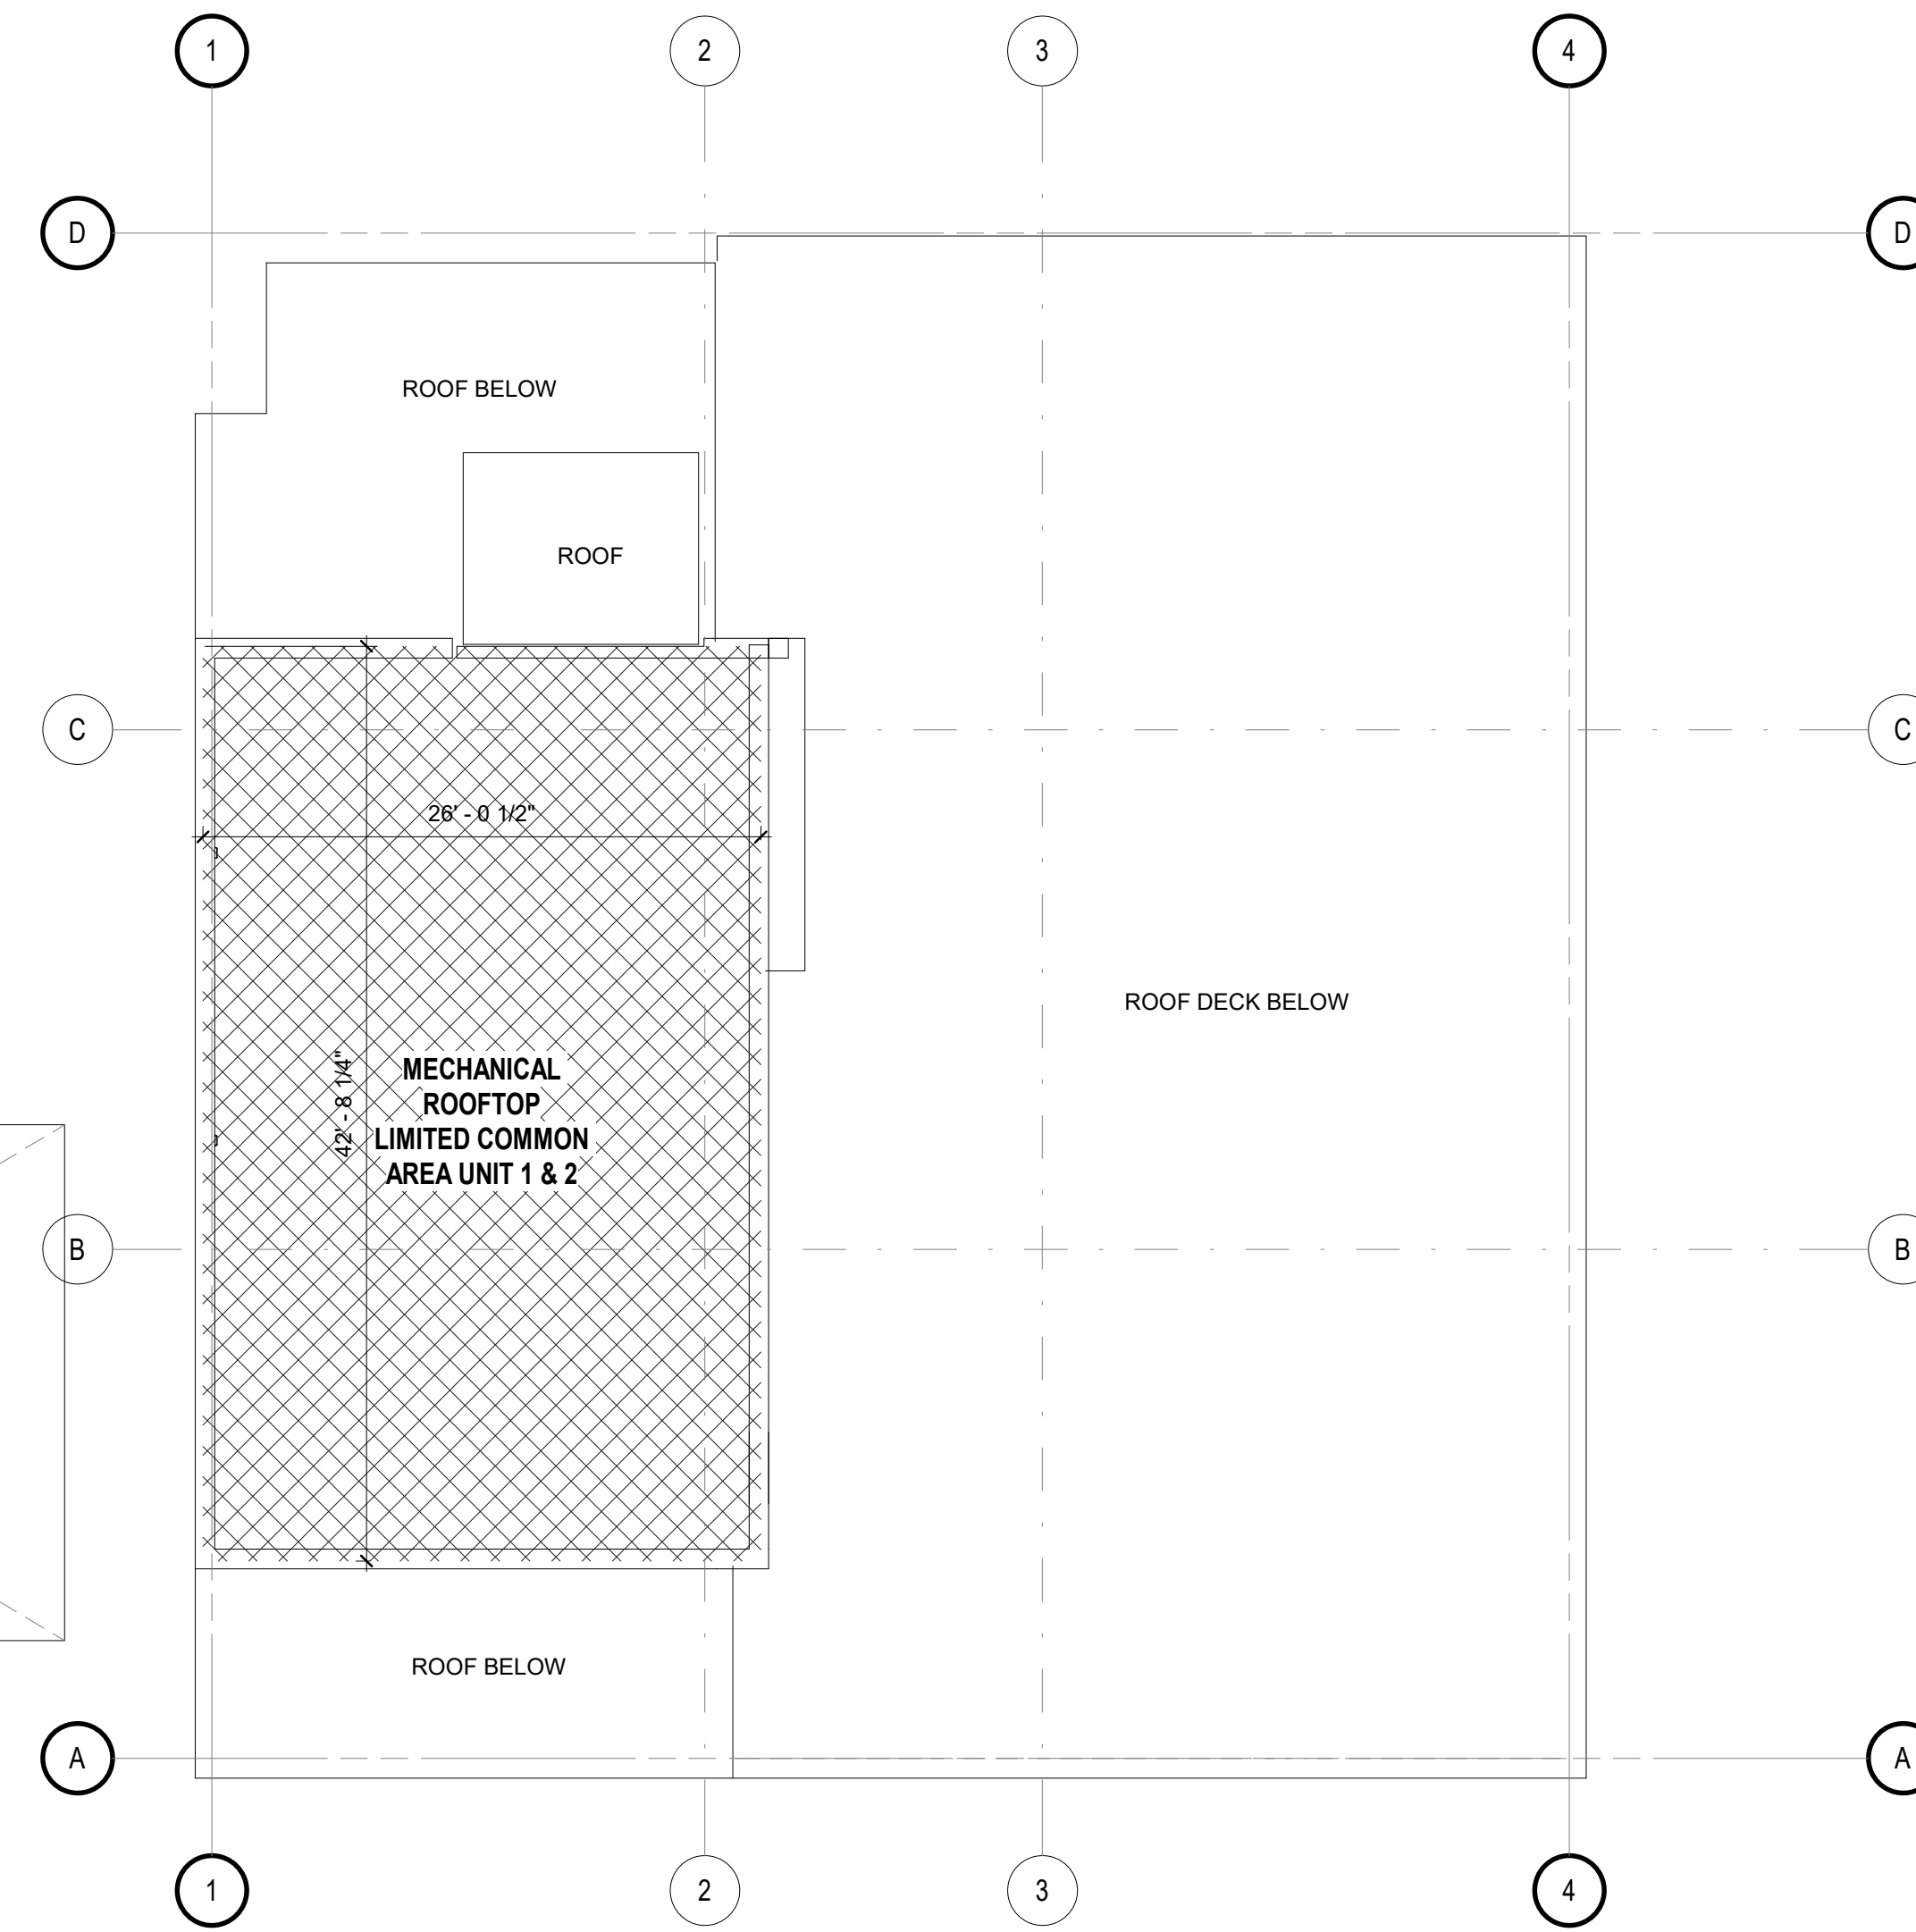 1 2 3 4
D D
ROOF BELOW
ROOF
C C
26' - 0 1/2"
ROOF DECK BELOW
42' - 8 1/4"
MECHANICAL
ROOFTOP
LIMITED COMMON
AREA UNIT 1 & 2
B B
ROOF BELOW
A A
1 2 3 4